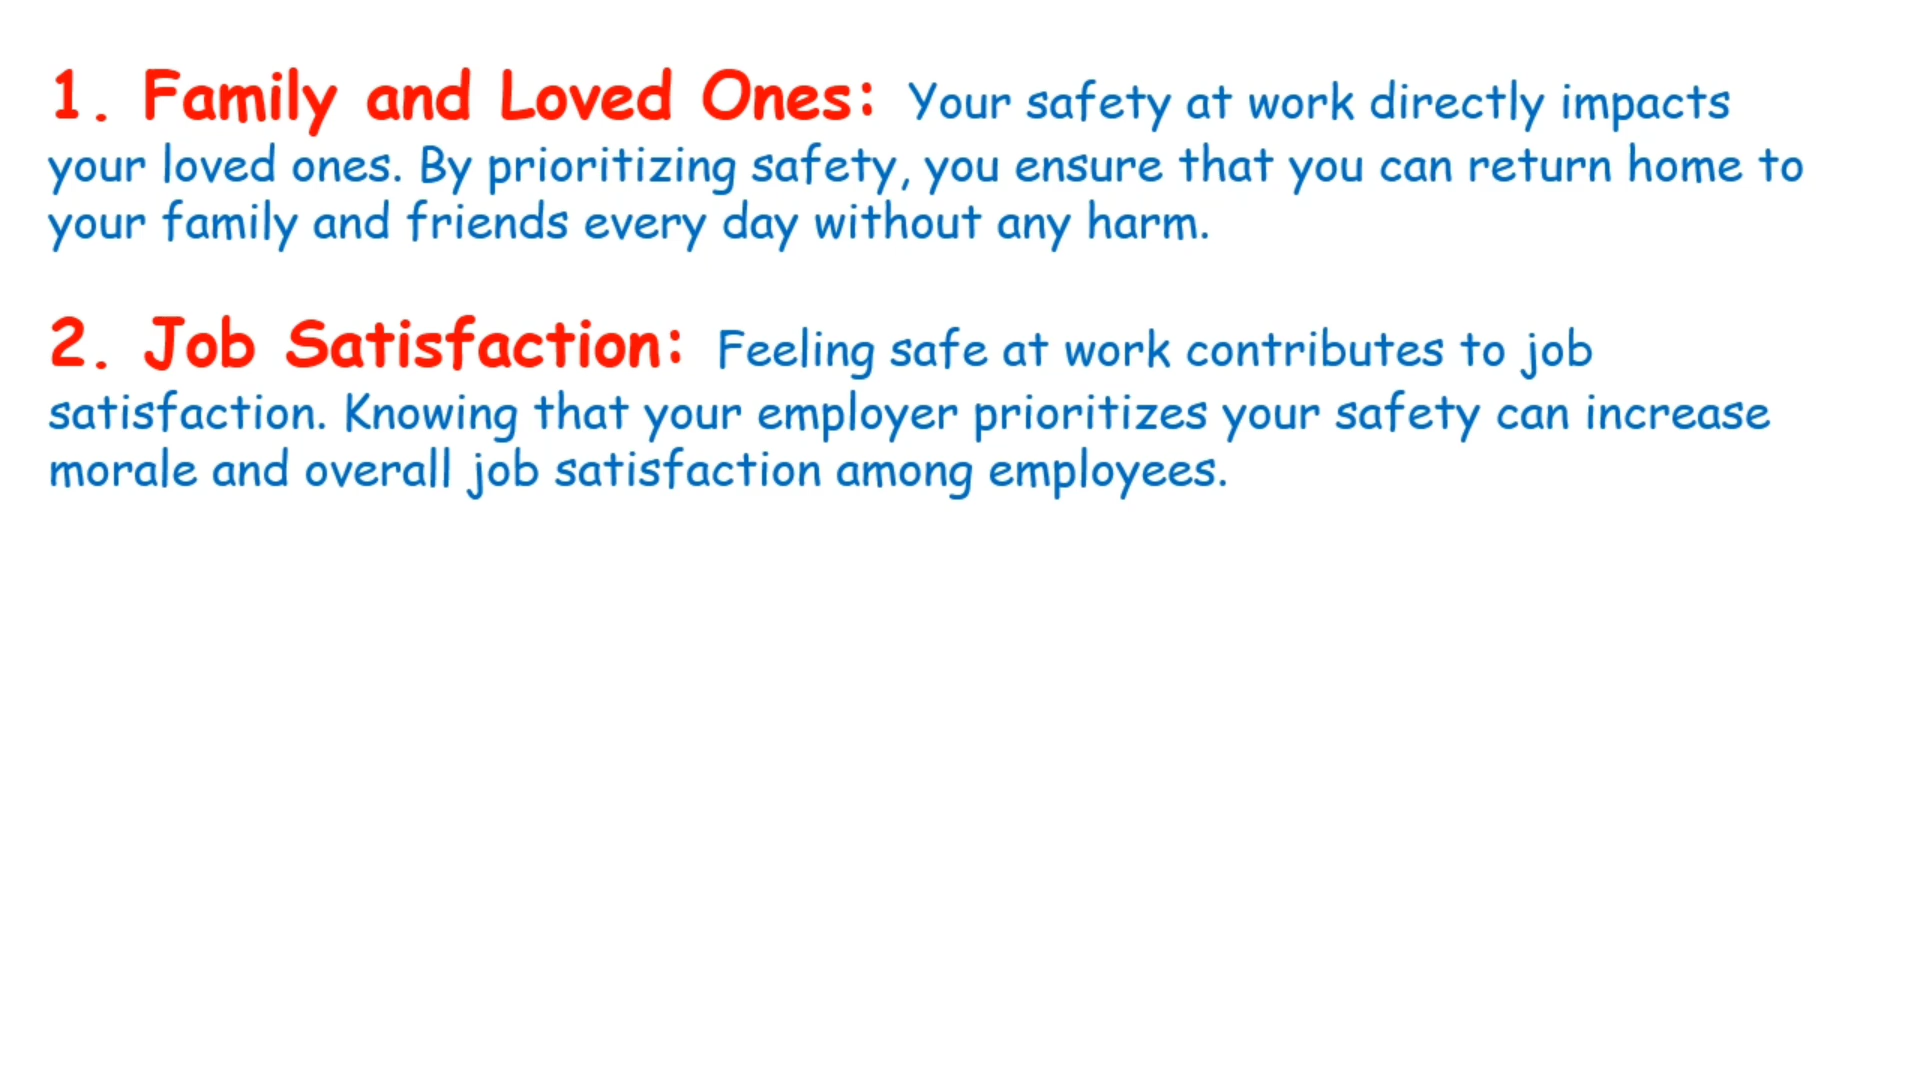 1. Family and Loved Ones: Your safety at work directly impacts
your loved ones. By prioritizing safety, you ensure that you can return home to
your family and friends every day without any harm.
2. Job Satisfaction: Feeling safe at work contributes to job
satisfaction. Knowing that your employer prioritizes your safety can increase
morale and overall job satisfaction among employees.